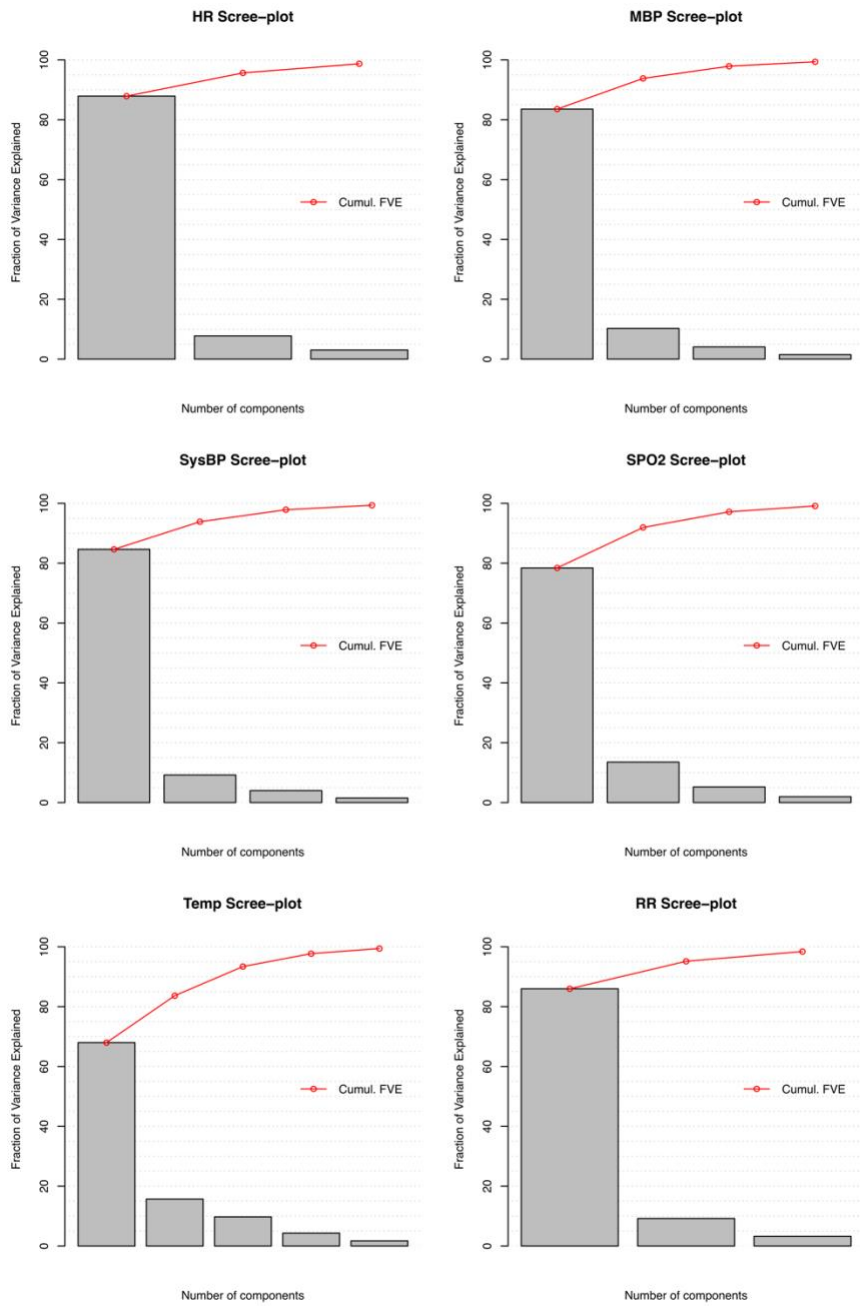 HR Scree-plot
Fraction of Variance Explained
0
20
40
60
80
100
Cumul. FVE
Number of components
MBP Scree-plot
Fraction of Variance Explained
0
20
40
60
80
100
Cumul. FVE
Number of components
SysBP Scree-plot
Fraction of Variance Explained
0
20
40
60
80
100
Cumul. FVE
Number of components
SPO2 Scree-plot
Fraction of Variance Explained
0
20
40
60
80
100
Cumul. FVE
Number of components
Temp Scree-plot
Fraction of Variance Explained
0
20
40
60
80
100
Cumul. FVE
Number of components
RR Scree-plot
Fraction of Variance Explained
0
20
40
60
80
100
Cumul. FVE
Number of components